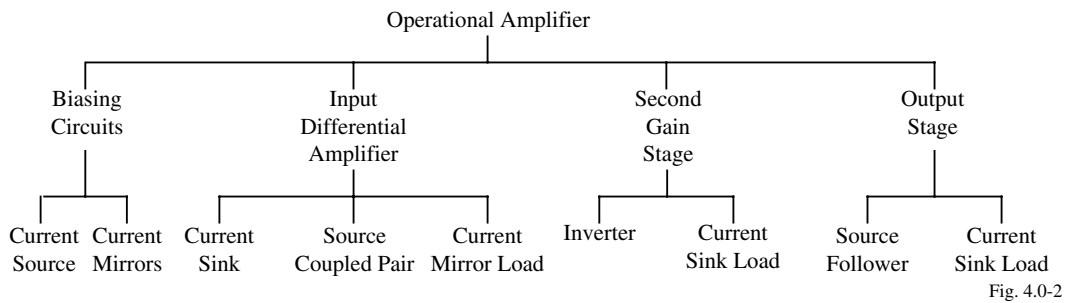 Operational Amplifier
Biasing
Circuits
Input
Differential
Amplifier
Second
Gain
Stage
Output
Stage
Current
Source
Current
Mirrors
Current
Sink
Source
Coupled Pair
Current
Mirror Load
Inverter
Current
Sink Load
Source
Follower
Current
Sink Load
Fig. 4.0-2